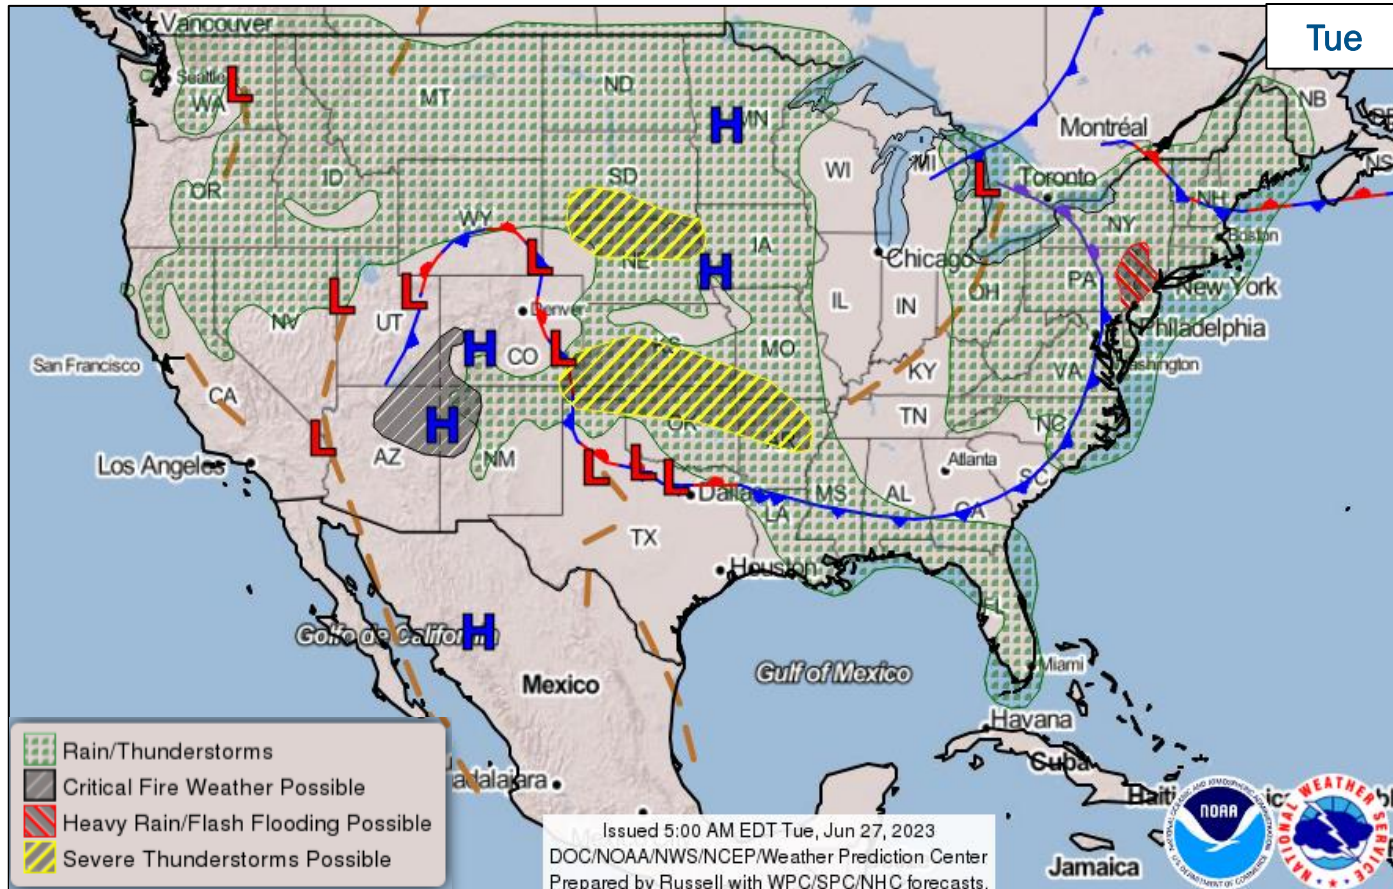 Tue
Vancouver
Seattle
WA
MT
ND
MN
OR
ID
SD
WY
WI
MI
Montréal
NB
NS
Toronto
NH
NY
Boston
IA
NE
Chicago
IL
IN
OH
PA
New York
Philadelphia
NV
UT
Denver
CO
KS
MO
KY
VA
San Francisco
CA
TN
NC
Los Angeles
AZ
NM
OK
AR
Atlanta
SC
Dallas
LA
MS
AL
GA
TX
Houston
FL
Golfo de California
Mexico
Gulf of Mexico
Miami
Havana
Cuba
Haiti
Jamaica
L
L
L
L
L
L
L
L
L
L
H
H
H
H
H
Rain/Thunderstorms
Critical Fire Weather Possible
Heavy Rain/Flash Flooding Possible
Severe Thunderstorms Possible
Issued 5:00 AM EDT Tue, Jun 27, 2023
DOC/NOAA/NWS/NCEP/Weather Prediction Center
Prepared by Russell with WPC/SPC/NHC forecasts.
NOAA
NATIONAL WEATHER SERVICE